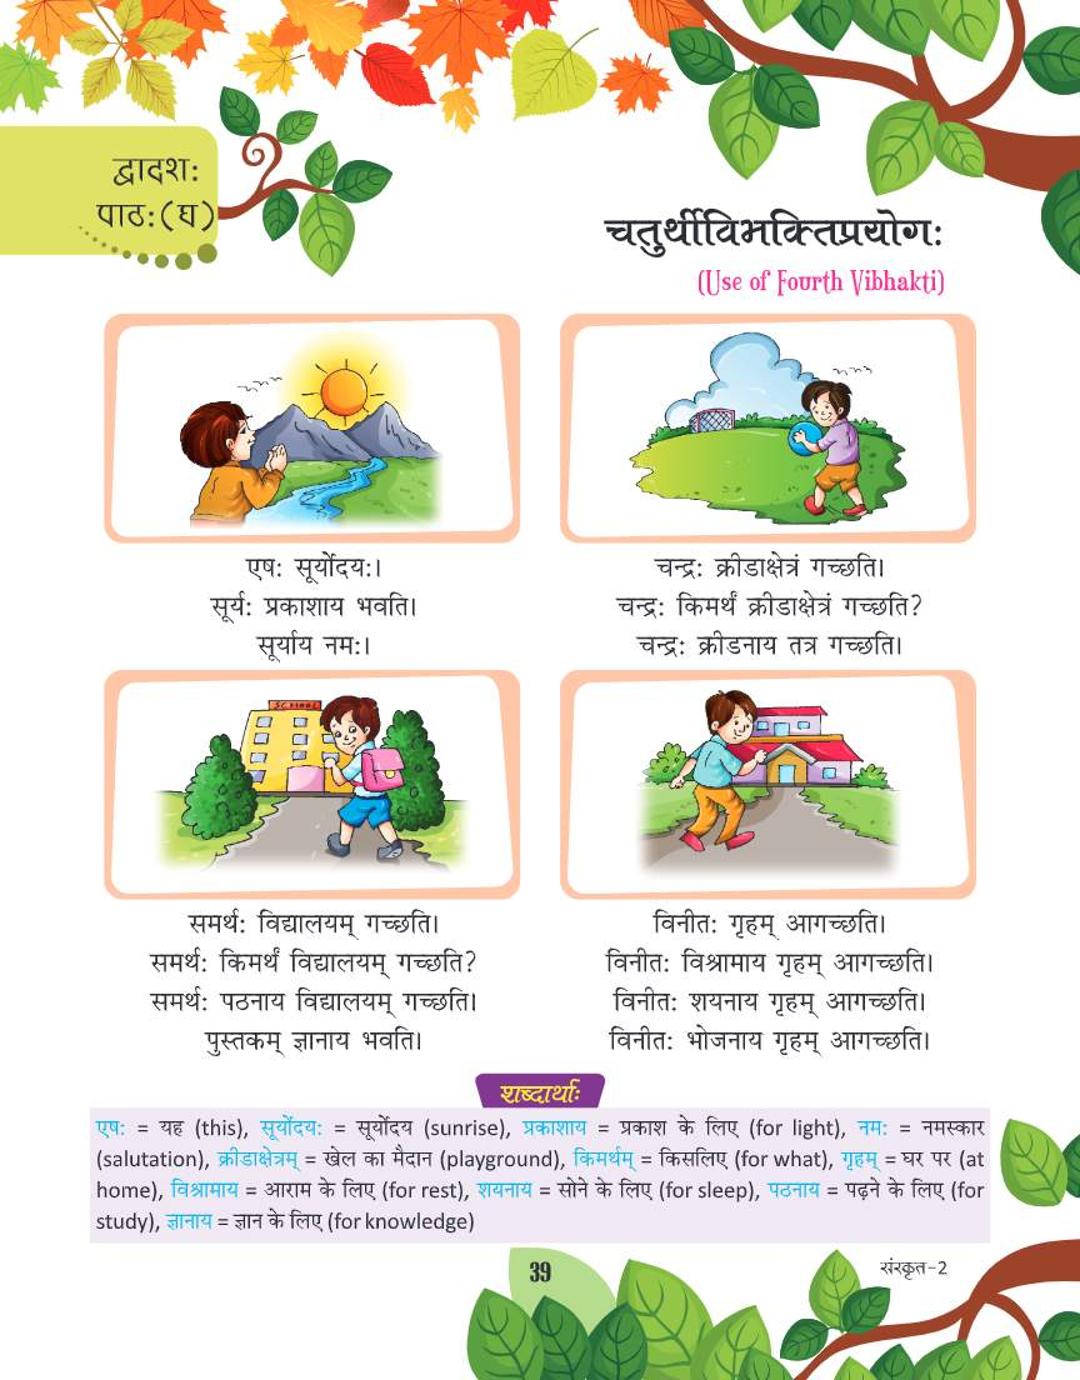 द्वादश:
पाठ:(घ)
चतुर्थीविभक्तिप्रयोग:
(Use of Fourth Vibhakti)
एष: सूर्योदय:।
सूर्य: प्रकाशाय भवति।
सूर्याय नम:।
चन्द्र: क्रीडाक्षेत्रं गच्छति।
चन्द्र: किमर्थं क्रीडाक्षेत्रं गच्छति?
चन्द्र: क्रीडनाय तत्र गच्छति।
SCHOOL
समर्थ: विद्यालयम् गच्छति।
समर्थ: किमर्थं विद्यालयम् गच्छति?
समर्थ: पठनाय विद्यालयम् गच्छति।
पुस्तकम् ज्ञानाय भवति।
विनीत: गृहम् आगच्छति।
विनीत: विश्रामाय गृहम् आगच्छति।
विनीत: शयनाय गृहम् आगच्छति।
विनीत: भोजनाय गृहम् आगच्छति।
शब्दार्था:
एष: = यह (this), सूर्योदय: = सूर्योदय (sunrise), प्रकाशाय = प्रकाश के लिए (for light), नम: = नमस्कार
(salutation), क्रीडाक्षेत्रम् = खेल का मैदान (playground), किमर्थम् = किसलिए (for what), गृहम् = घर पर (at
home), विश्रामाय = आराम के लिए (for rest), शयनाय = सोने के लिए (for sleep), पठनाय = पढ़ने के लिए (for
study), ज्ञानाय = ज्ञान के लिए (for knowledge)
39
संस्कृत-2